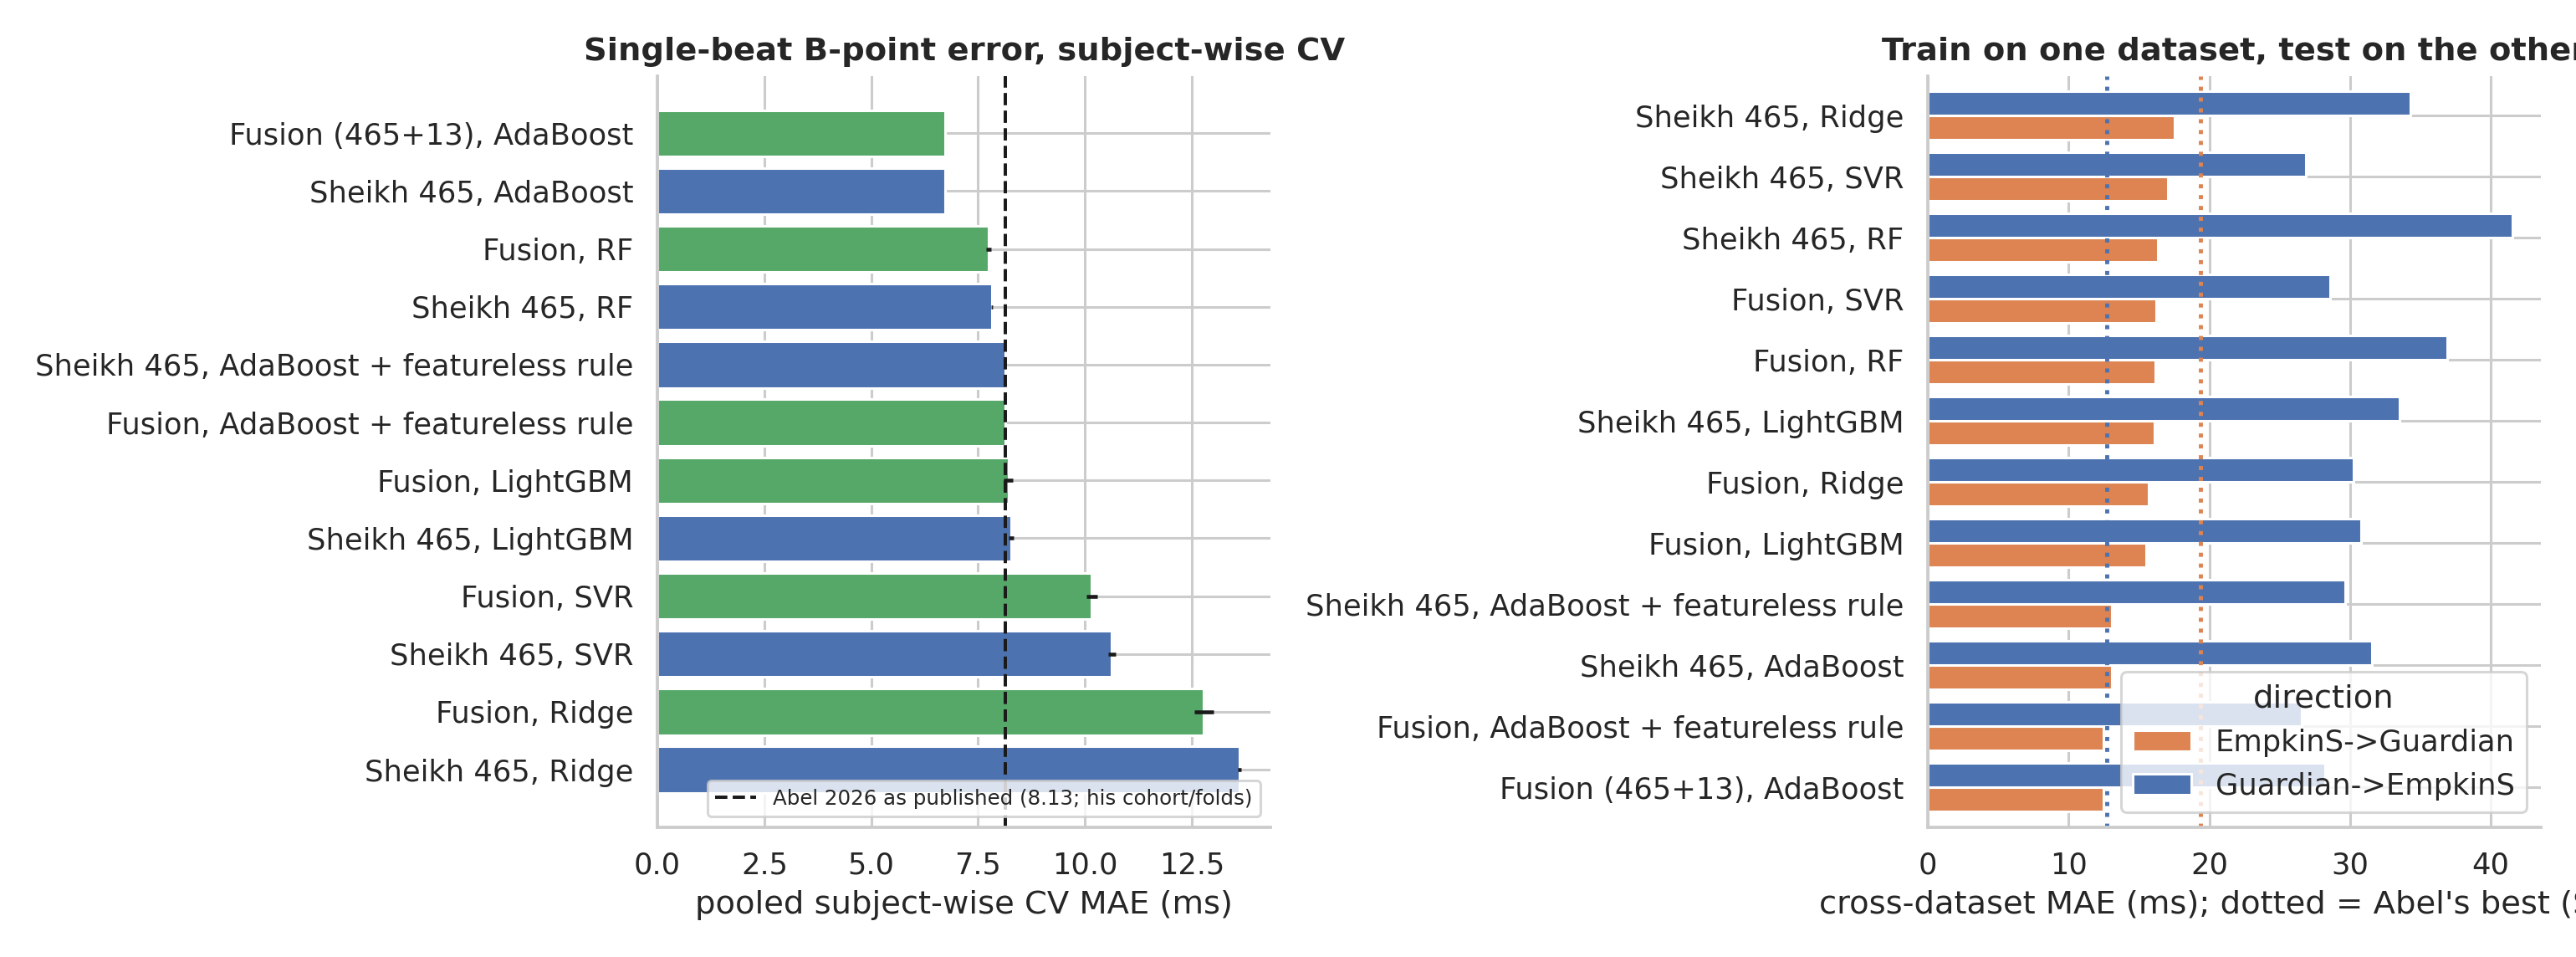 Single-beat B-point error, subject-wise CV
Fusion (465+13), AdaBoost
Sheikh 465, AdaBoost
Fusion, RF
Sheikh 465, RF
Sheikh 465, AdaBoost + featureless rule
Fusion, AdaBoost + featureless rule
Fusion, LightGBM
Sheikh 465, LightGBM
Fusion, SVR
Sheikh 465, SVR
Fusion, Ridge
Sheikh 465, Ridge
Abel 2026 as published (8.13; his cohort/folds)
0.0 2.5 5.0 7.5 10.0 12.5
pooled subject-wise CV MAE (ms)
Train on one dataset, test on the other
Sheikh 465, Ridge
Sheikh 465, SVR
Sheikh 465, RF
Fusion, SVR
Fusion, RF
Sheikh 465, LightGBM
Fusion, Ridge
Fusion, LightGBM
Sheikh 465, AdaBoost + featureless rule
Sheikh 465, AdaBoost
Fusion, AdaBoost + featureless rule
Fusion (465+13), AdaBoost
direction
EmpkinS->Guardian
Guardian->EmpkinS
0 10 20 30 40
cross-dataset MAE (ms); dotted = Abel's best